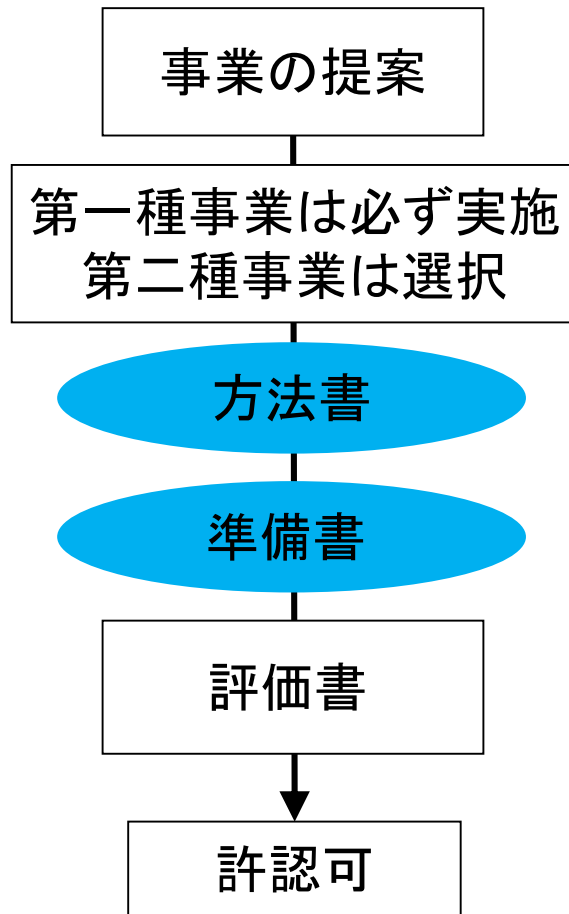 事業の提案
第一種事業は必ず実施
第二種事業は選択
方法書
準備書
評価書
許認可